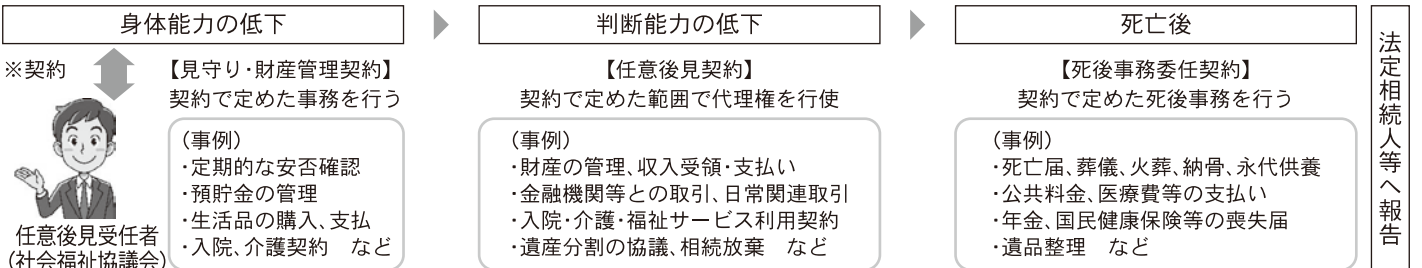 身体能力の低下
※契約
【見守り・財産管理契約】
契約で定めた事務を行う
(事例)
・定期的な安否確認
・預貯金の管理
・生活品の購入、支払
・入院、介護契約　など
任意後見受任者
(社会福祉協議会)
判断能力の低下
【任意後見契約】
契約で定めた範囲で代理権を行使
(事例)
・財産の管理、収入受領・支払い
・金融機関等との取引、日常関連取引
・入院・介護・福祉サービス利用契約
・遺産分割の協議、相続放棄　など
死亡後
【死後事務委任契約】
契約で定めた死後事務を行う
(事例)
・死亡届、葬儀、火葬、納骨、永代供養
・公共料金、医療費等の支払い
・年金、国民健康保険等の喪失届
・遺品整理　など
法定相続人等へ報告